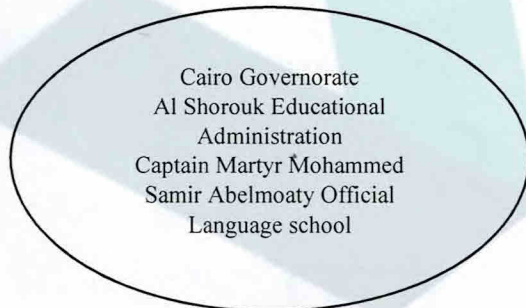 Cairo Governorate
Al Shorouk Educational
Administration
Captain Martyr Mohammed
Samir Abelmoaty Official
Language school